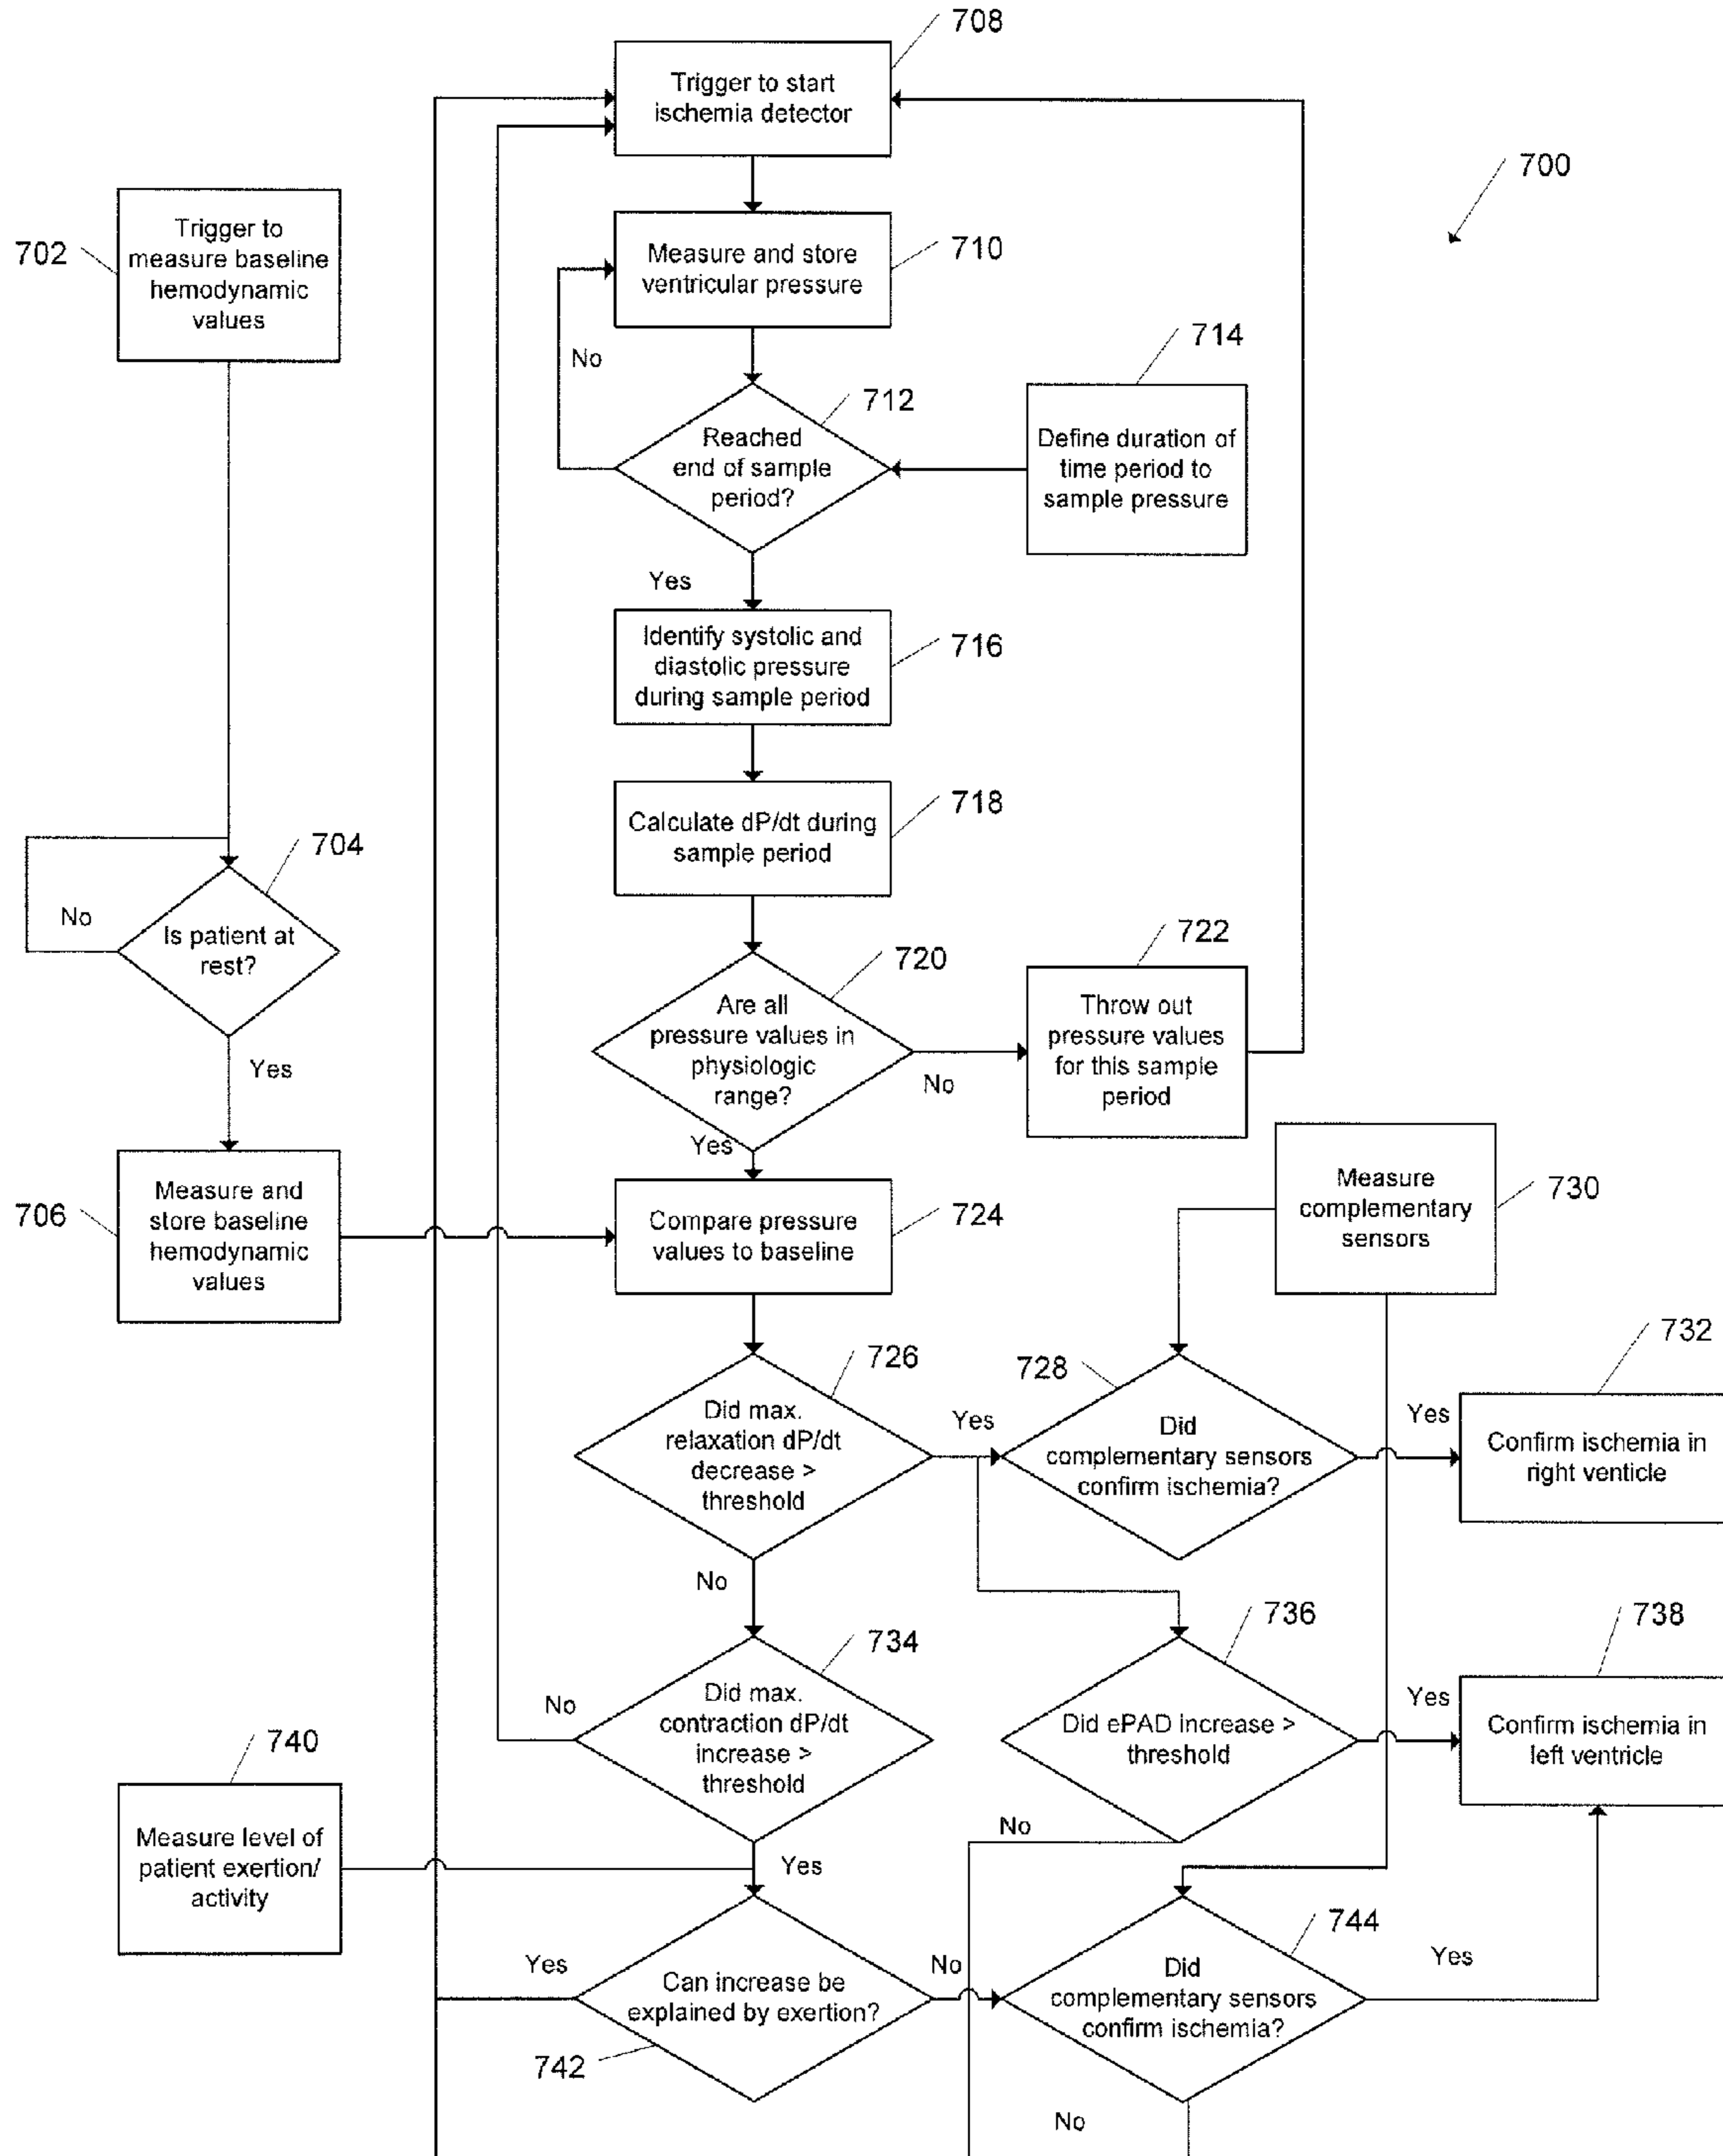 708
Trigger to start
ischemia detector
700
702
Trigger to
measure baseline
hemodynamic
values
Measure and store
ventricular pressure
710
No
714
712
Reached
end of sample
period?
Define duration of
time period to
sample pressure
Yes
Identify systolic and
diastolic pressure
during sample period
716
Calculate dP/dt during
sample period
718
704
No
Is patient at
rest?
Yes
720
Are all
pressure values in
physiologic
range?
No
722
Throw out
pressure values
for this sample
period
Yes
706
Measure and
store baseline
hemodynamic
values
Compare pressure
values to baseline
724
Measure
complementary
sensors
730
726
Did max.
relaxation dP/dt
decrease >
threshold
Yes
728
Did
complementary sensors
confirm ischemia?
Yes
732
Confirm ischemia in
right venticle
No
734
Did max.
contraction dP/dt
increase >
threshold
No
736
Did ePAD increase >
threshold
Yes
738
Confirm ischemia in
left ventricle
No
740
Measure level of
patient exertion/
activity
Yes
Yes
Can increase be
explained by exertion?
742
No
744
Did
complementary sensors
confirm ischemia?
Yes
No